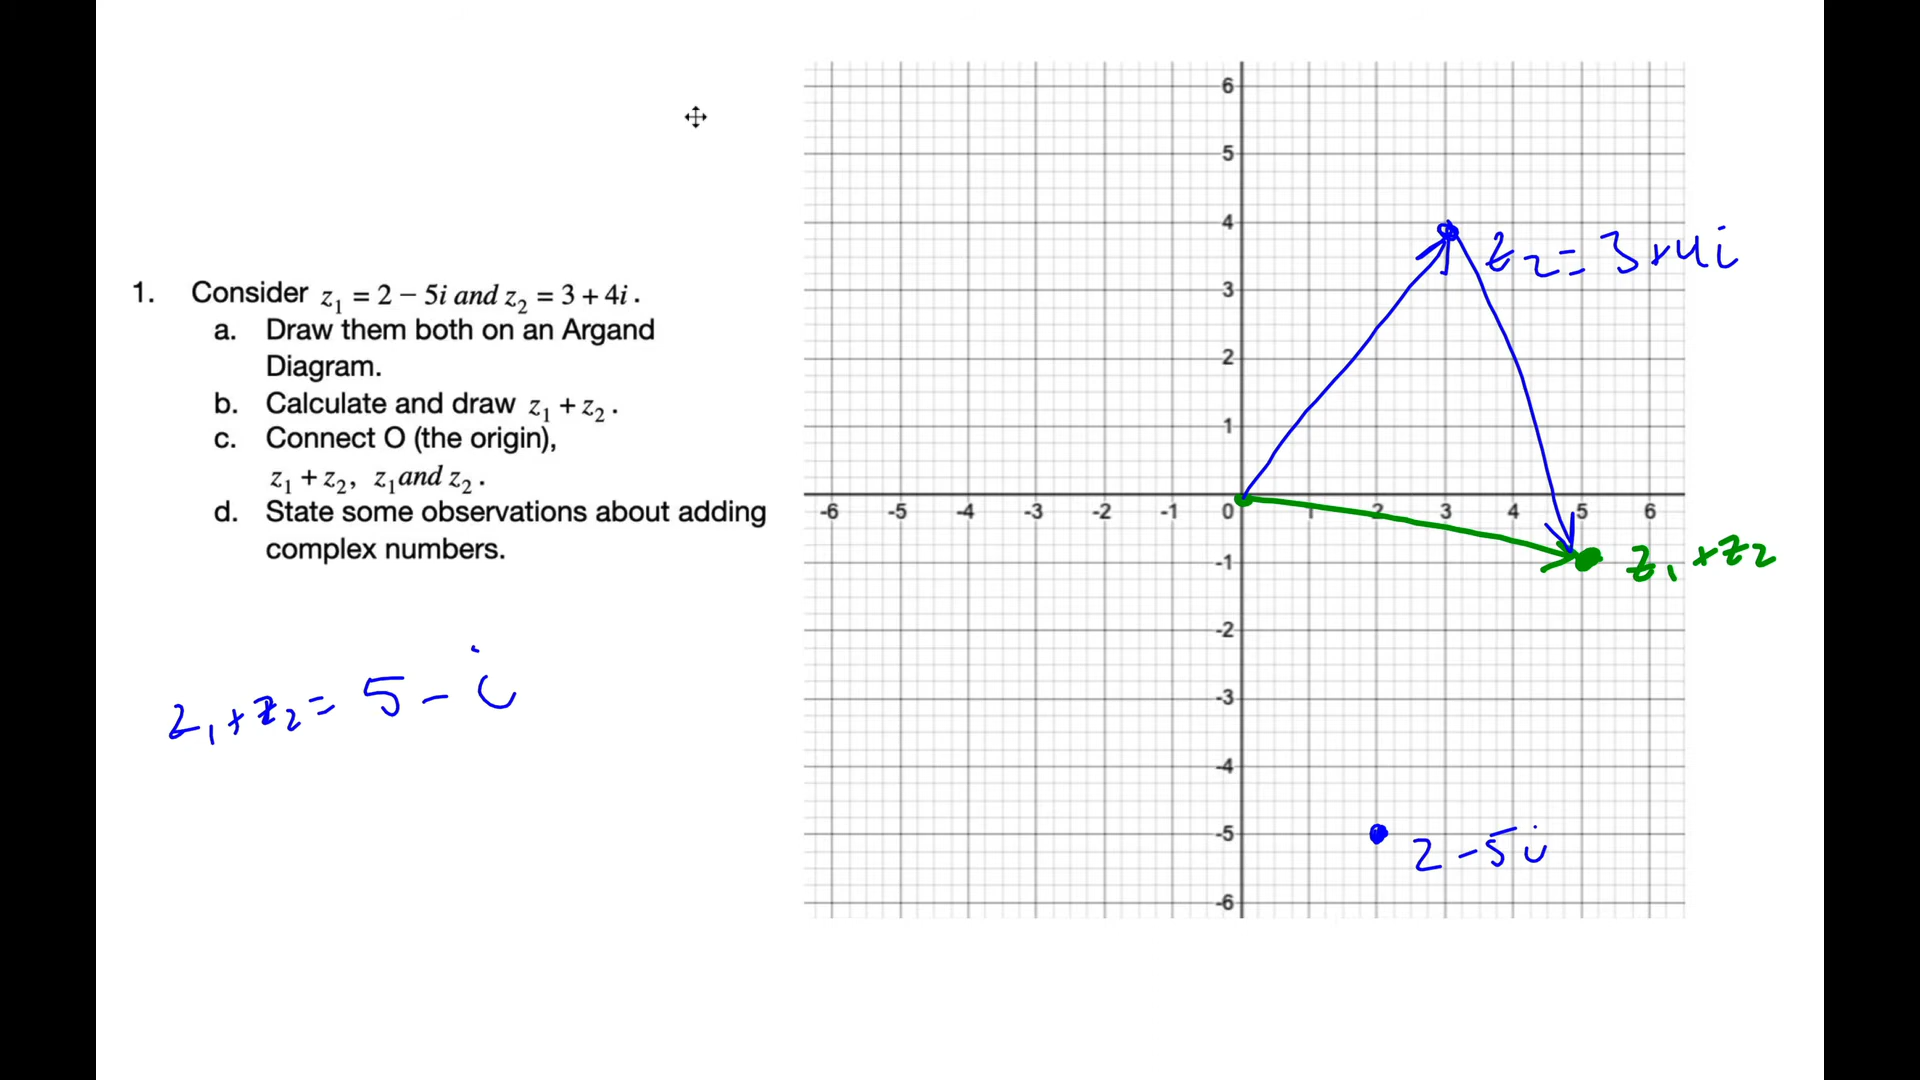 1. Consider z₁ = 2 − 5i and z₂ = 3 + 4i .
a. Draw them both on an Argand
Diagram.
b. Calculate and draw z₁ + z₂ .
c. Connect O (the origin),
z₁ + z₂, z₁and z₂ .
d. State some observations about adding
complex numbers.
z₁ + z₂ = 5 − i
6
5
4
z₂ = 3+4i
3
2
1
-6 -5 -4 -3 -2 -1 0 1 2 3 4 5 6
-1
z₁ + z₂
-2
-3
-4
-5
2 − 5i
-6